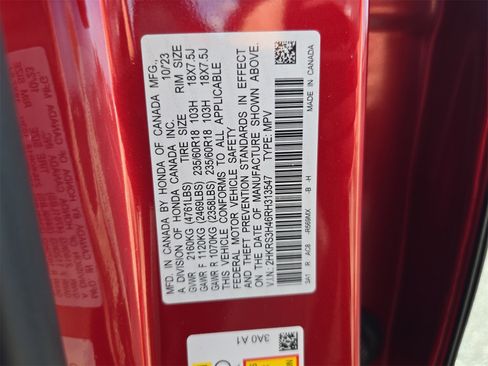 MFD. IN CANADA BY HONDA OF CANADA MFG.,
A DIVISION OF HONDA CANADA INC. 10/23
TIRE SIZE RIM SIZE
GVWR 2160KG (4761LBS)
GAWR F 1120KG (2469LBS) 235/60R18 103H 18X7.5J
GAWR R 1070KG (2358LBS) 235/60R18 103H 18X7.5J
THIS VEHICLE CONFORMS TO ALL APPLICABLE
FEDERAL MOTOR VEHICLE SAFETY
AND THEFT PREVENTION STANDARDS IN EFFECT
ON THE DATE OF MANUFACTURE SHOWN ABOVE.
V.I.N.: 2HKRS3H46RH313547 TYPE: MPV
-B -H
MADE IN CANADA
3A0 A1